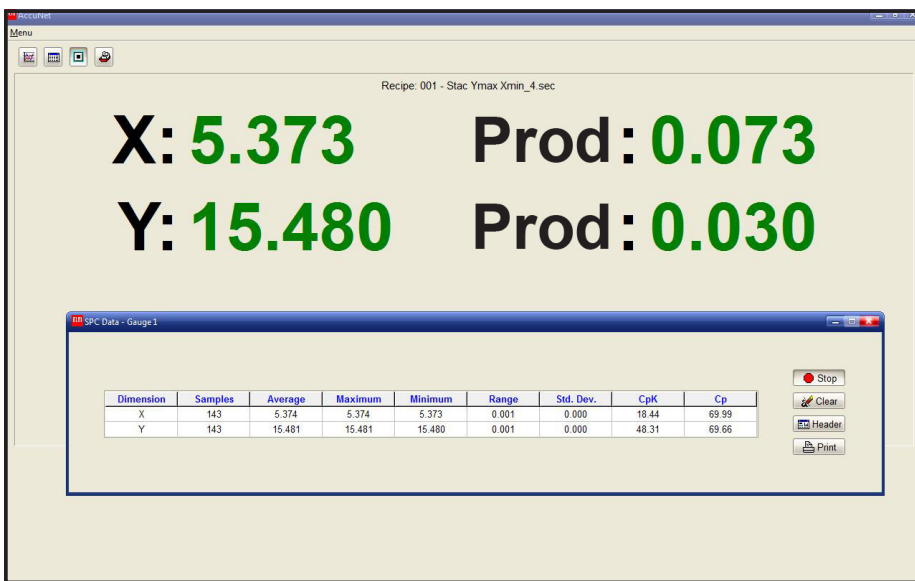 AccuNet
Menu
Recipe: 001 - Stac Ymax Xmin_4.sec
X: 5.373 Prod: 0.073
Y: 15.480 Prod: 0.030
SPC Data - Gauge 1
Stop
Dimension Samples Average Maximum Minimum Range Std. Dev. CpK Cp
Clear
X 143 5.374 5.374 5.373 0.001 0.000 18.44 69.99
Header
Y 143 15.481 15.481 15.480 0.001 0.000 48.31 69.66
Print